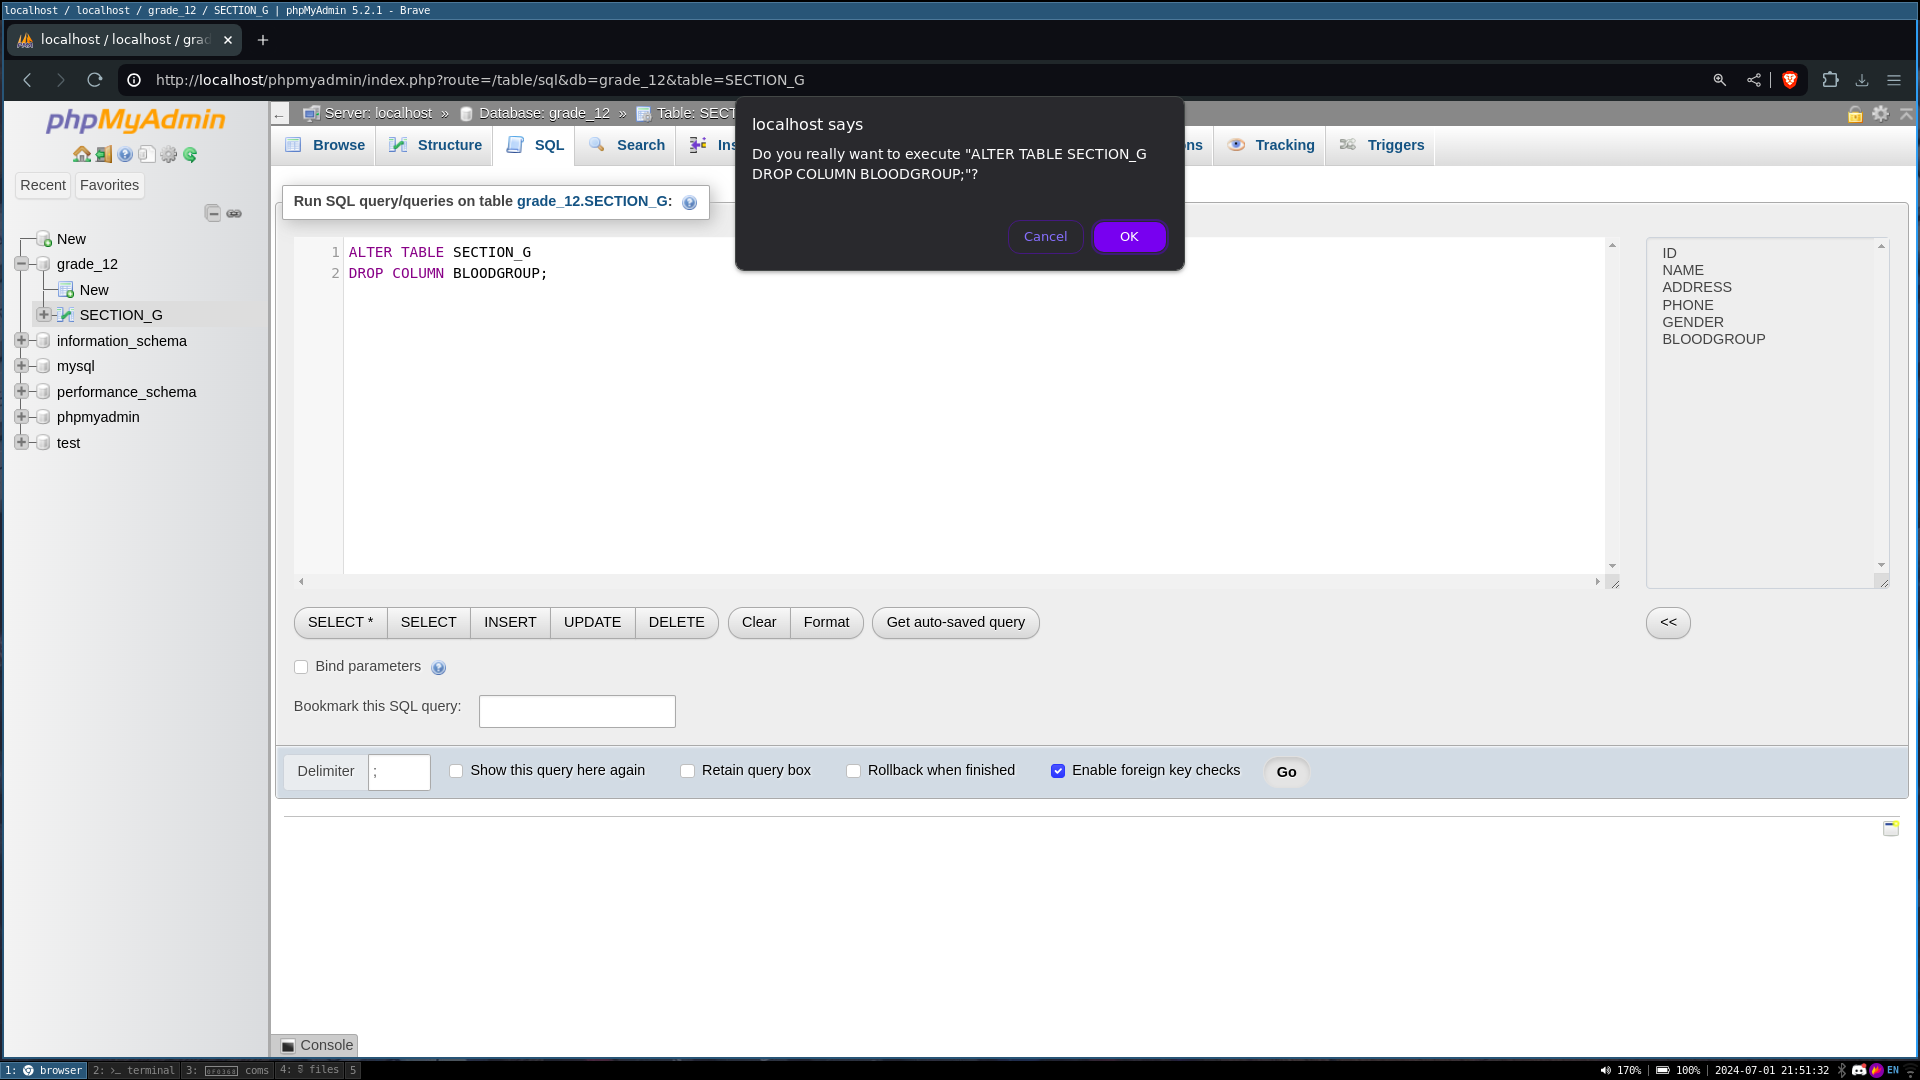 localhost / localhost / grade_12 / SECTION_G | phpMyAdmin 5.2.1 - Brave
localhost / localhost / grad
http://localhost/phpmyadmin/index.php?route=/table/sql&db=grade_12&table=SECTION_G
phpMyAdmin
Recent
Favorites
New
grade_12
New
SECTION_G
information_schema
mysql
performance_schema
phpmyadmin
test
Server: localhost » Database: grade_12 » Table: SECT
Browse
Structure
SQL
Search
Ins
ons
Tracking
Triggers
localhost says
Do you really want to execute "ALTER TABLE SECTION_G
DROP COLUMN BLOODGROUP;"?
Cancel
OK
Run SQL query/queries on table grade_12.SECTION_G:
1 ALTER TABLE SECTION_G
2 DROP COLUMN BLOODGROUP;
ID
NAME
ADDRESS
PHONE
GENDER
BLOODGROUP
SELECT *
SELECT
INSERT
UPDATE
DELETE
Clear
Format
Get auto-saved query
<<
Bind parameters
Bookmark this SQL query:
Delimiter
;
Show this query here again
Retain query box
Rollback when finished
Enable foreign key checks
Go
Console
1: browser
2: >_ terminal
3: coms
4: files
5
170%
100%
2024-07-01 21:51:32
EN